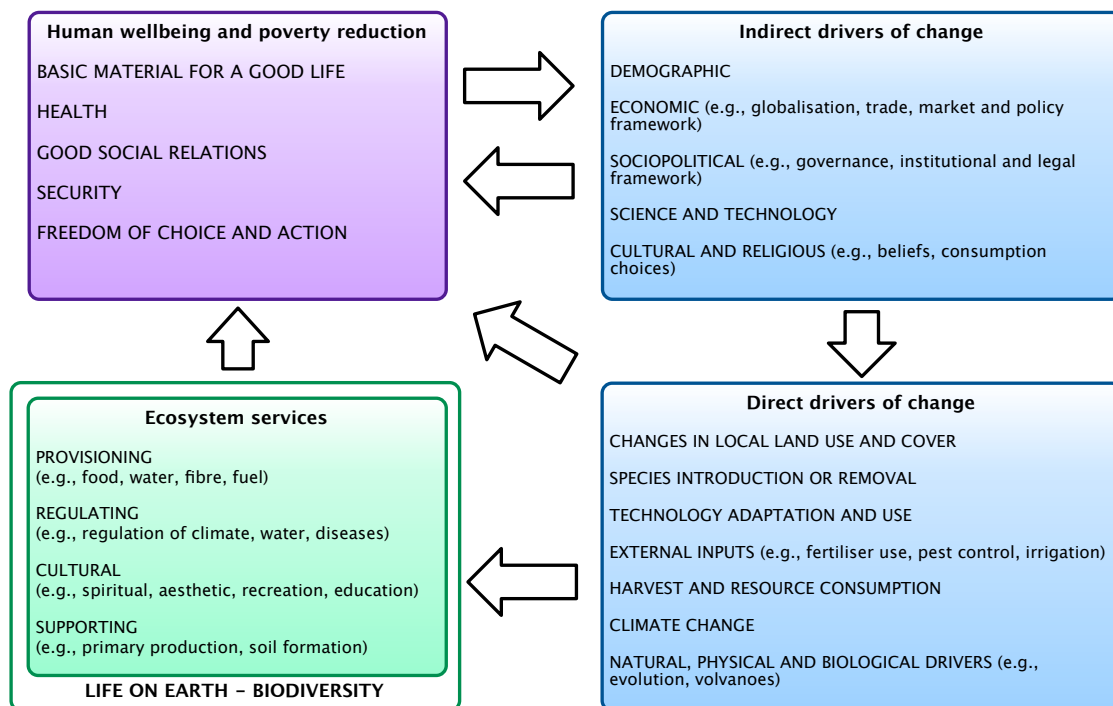 Human wellbeing and poverty reduction
BASIC MATERIAL FOR A GOOD LIFE
HEALTH
GOOD SOCIAL RELATIONS
SECURITY
FREEDOM OF CHOICE AND ACTION
Indirect drivers of change
DEMOGRAPHIC
ECONOMIC (e.g., globalisation, trade, market and policy
framework)
SOCIOPOLITICAL (e.g., governance, institutional and legal
framework)
SCIENCE AND TECHNOLOGY
CULTURAL AND RELIGIOUS (e.g., beliefs, consumption
choices)
Ecosystem services
PROVISIONING
(e.g., food, water, fibre, fuel)
REGULATING
(e.g., regulation of climate, water, diseases)
CULTURAL
(e.g., spiritual, aesthetic, recreation, education)
SUPPORTING
(e.g., primary production, soil formation)
LIFE ON EARTH – BIODIVERSITY
Direct drivers of change
CHANGES IN LOCAL LAND USE AND COVER
SPECIES INTRODUCTION OR REMOVAL
TECHNOLOGY ADAPTATION AND USE
EXTERNAL INPUTS (e.g., fertiliser use, pest control, irrigation)
HARVEST AND RESOURCE CONSUMPTION
CLIMATE CHANGE
NATURAL, PHYSICAL AND BIOLOGICAL DRIVERS (e.g.,
evolution, volcanoes)